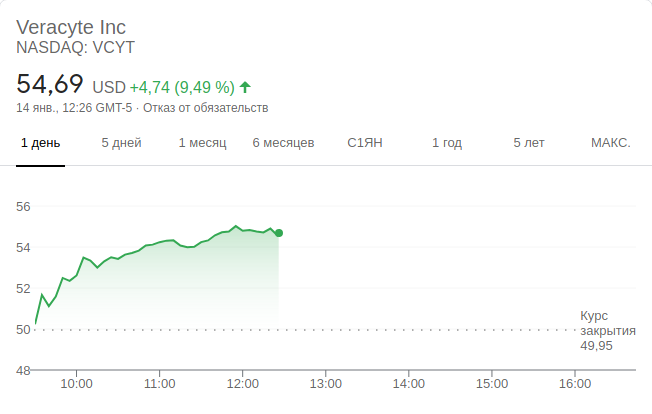 Veracyte Inc
NASDAQ: VCYT
54,69 USD +4,74 (9,49 %)
14 янв., 12:26 GMT-5 · Отказ от обязательств
1 день 5 дней 1 месяц 6 месяцев С1ЯН 1 год 5 лет МАКС.
56
54
52
50
48
Курс
закрытия
49,95
10:00 11:00 12:00 13:00 14:00 15:00 16:00